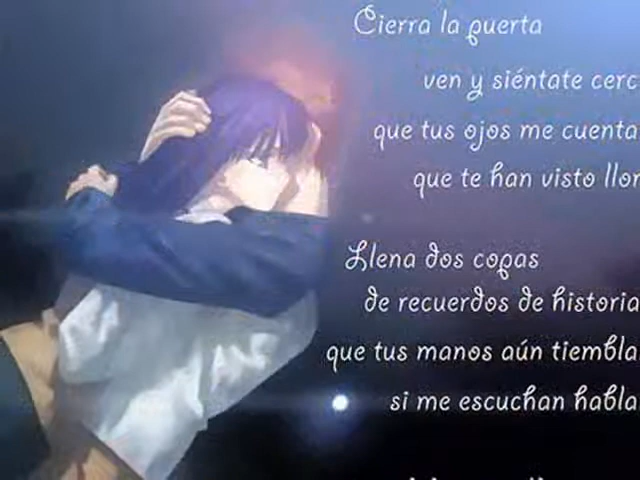 Cierra la puerta
ven y siéntate cerc
que tus ojos me cuenta
que te han visto llor
Llena dos copas
de recuerdos de historia
que tus manos aún tiembla
si me escuchan habla